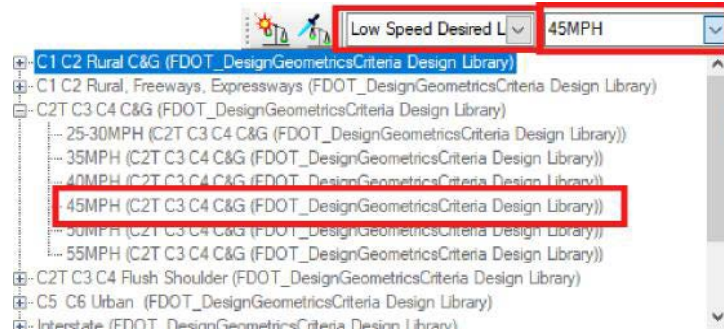 Low Speed Desired L 45MPH
C1 C2 Rural C&G (FDOT_DesignGeometricsCriteria Design Library)
C1 C2 Rural, Freeways, Expressways (FDOT_DesignGeometricsCriteria Design Library)
C2T C3 C4 C&G (FDOT_DesignGeometricsCriteria Design Library)
25-30MPH (C2T C3 C4 C&G (FDOT_DesignGeometricsCriteria Design Library))
35MPH (C2T C3 C4 C&G (FDOT_DesignGeometricsCriteria Design Library))
40MPH (C2T C3 C4 C&G (FDOT_DesignGeometricsCriteria Design Library))
45MPH (C2T C3 C4 C&G (FDOT_DesignGeometricsCriteria Design Library))
50MPH (C2T C3 C4 C&G (FDOT_DesignGeometricsCriteria Design Library))
55MPH (C2T C3 C4 C&G (FDOT_DesignGeometricsCriteria Design Library))
C2T C3 C4 Flush Shoulder (FDOT_DesignGeometricsCriteria Design Library)
C5 C6 Urban (FDOT_DesignGeometricsCriteria Design Library)
Interstate (FDOT_DesignGeometricsCriteria Design Library)